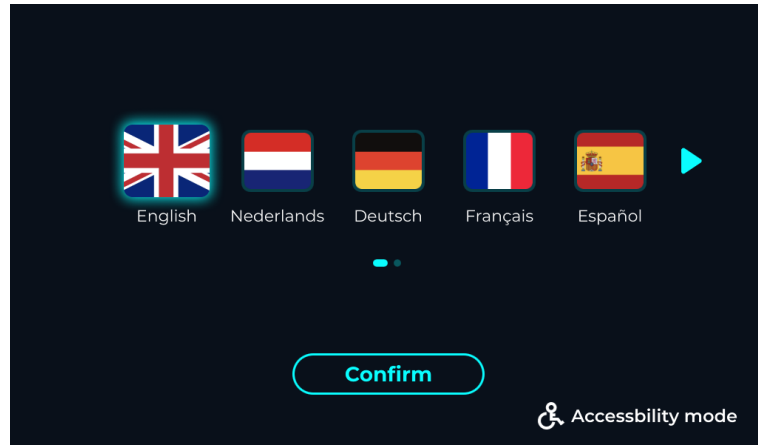 English
Nederlands
Deutsch
Français
Español
Confirm
Accessbility mode